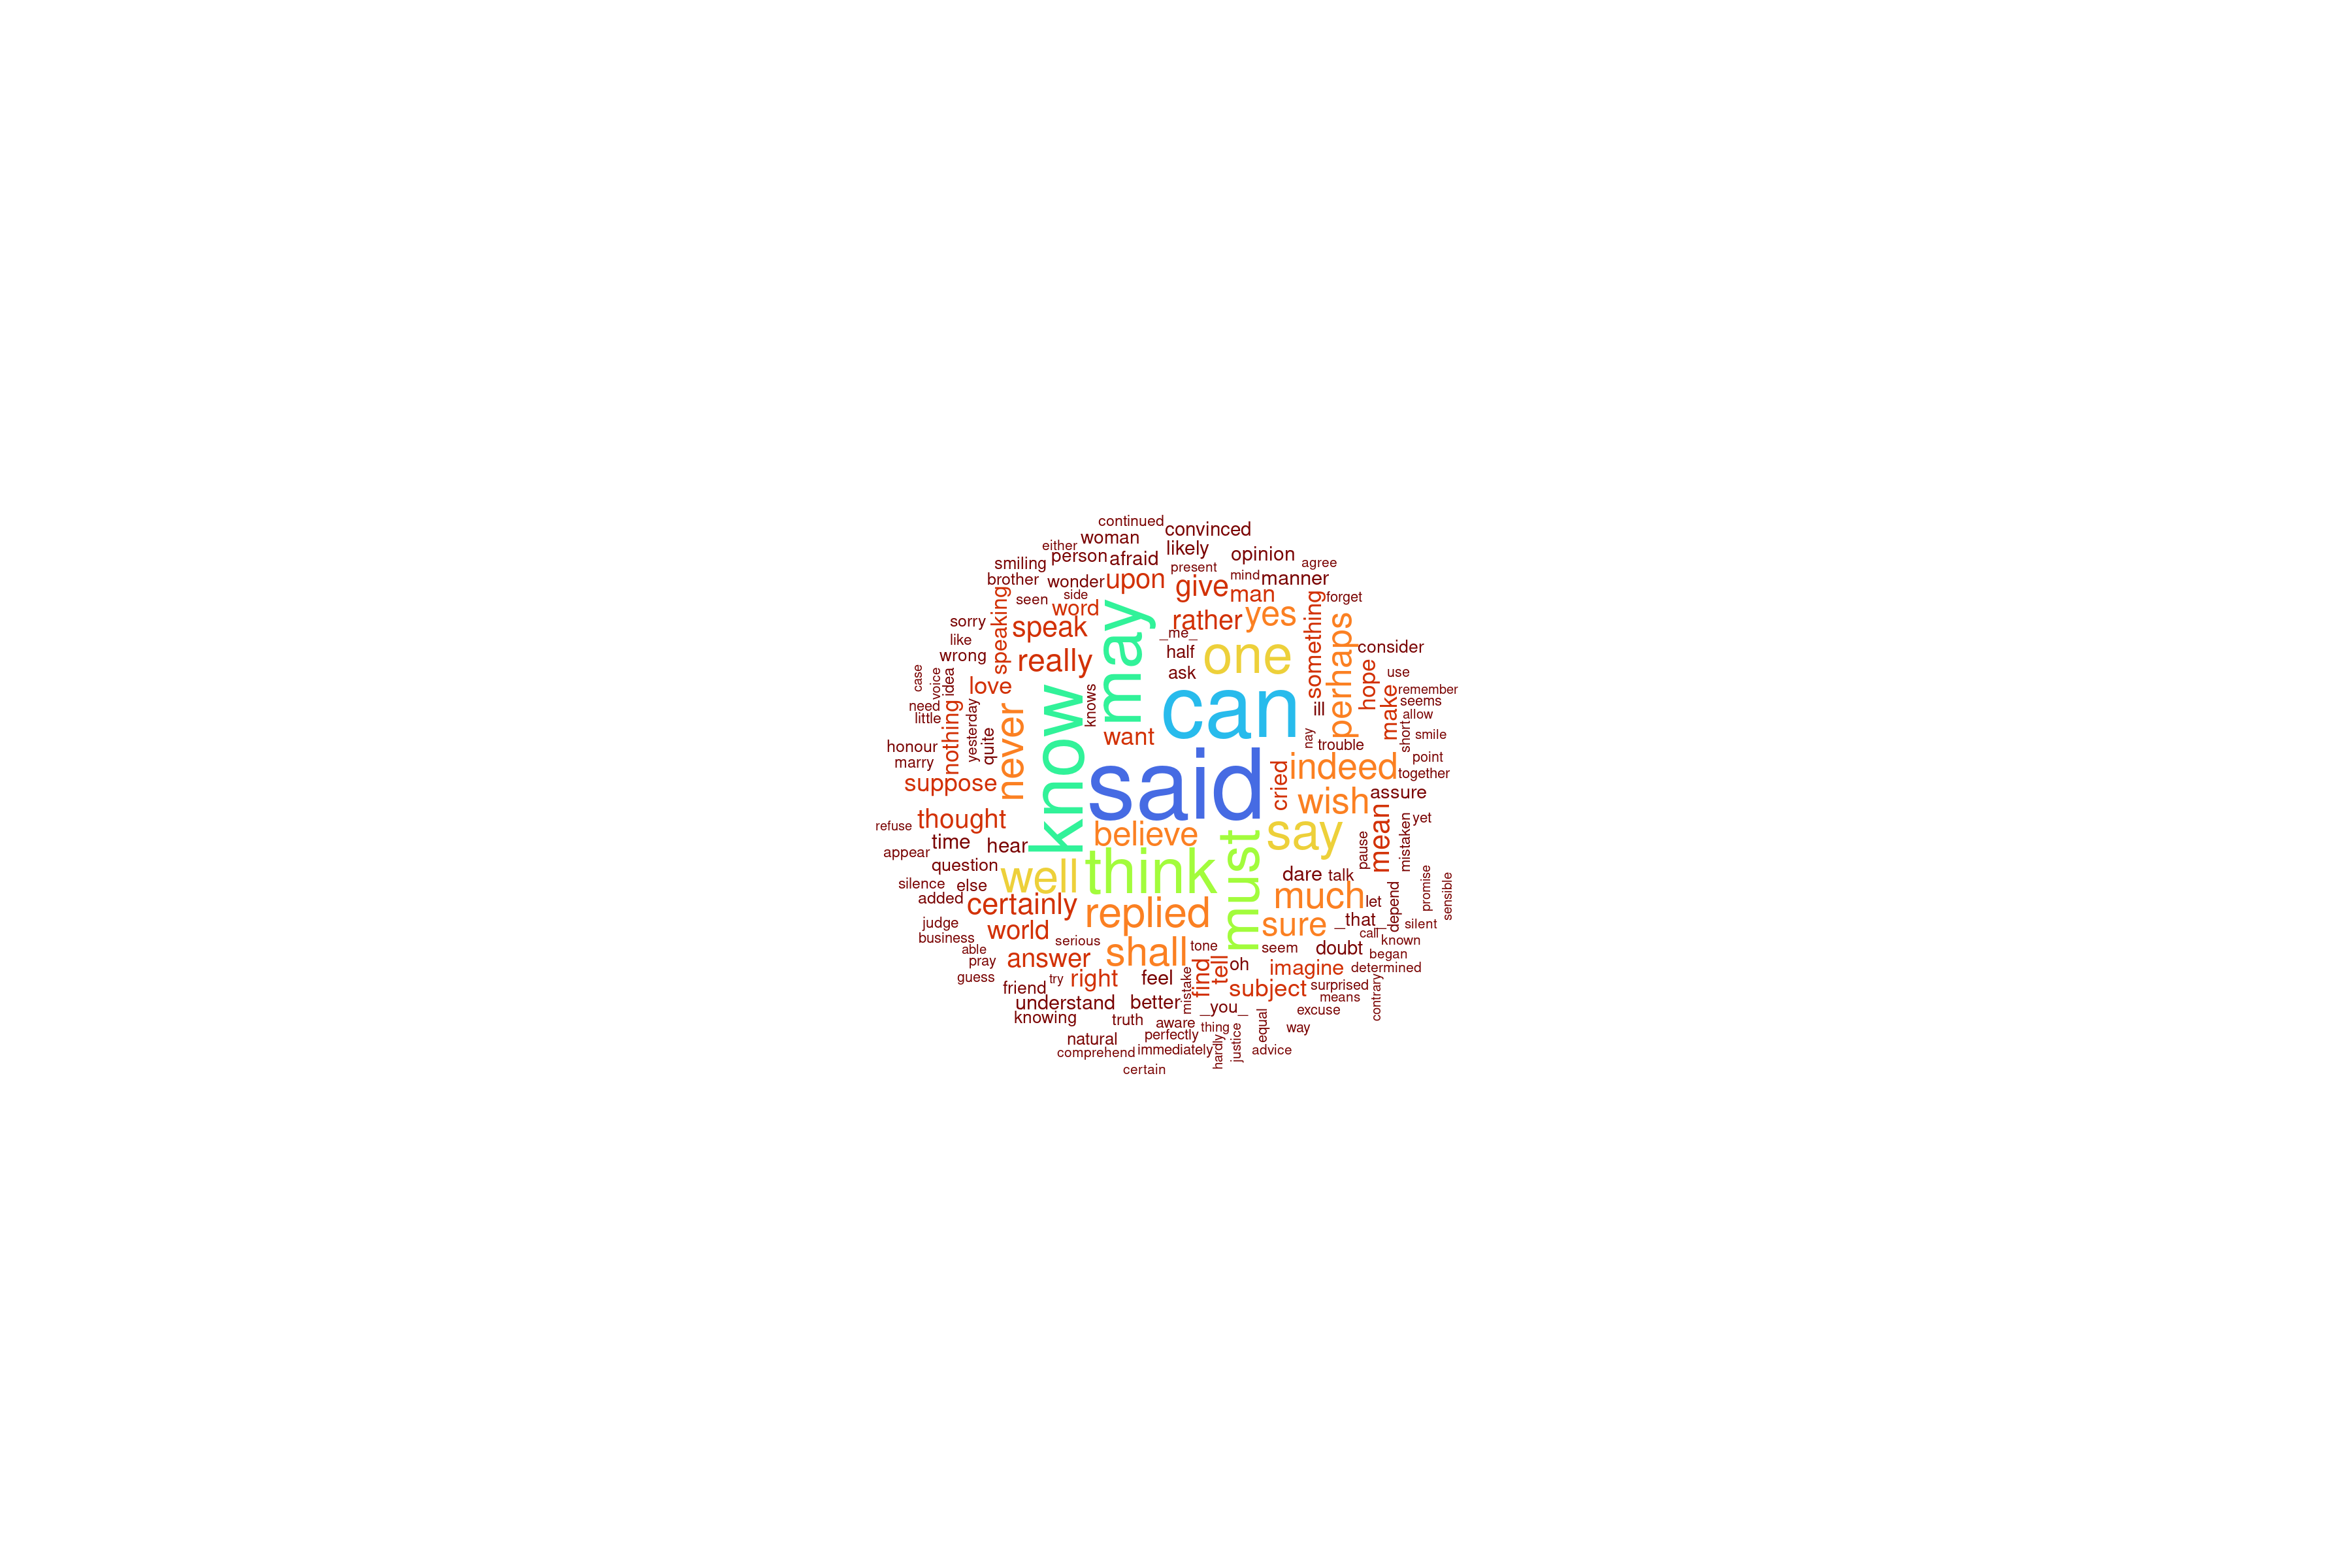 continued
convinced
woman
either
likely
person
afraid
opinion
smiling
present
agree
brother
wonder
upon
give
mind
manner
seen
side
man
forget
speaking
word
something
sorry
speak
may
rather
yes
perhaps
like
_me_
consider
wrong
really
half
one
hope
case
voice
idea
love
knows
ask
use
make
remember
need
little
nothing
yesterday
quite
never
know
want
can
ill
seems
allow
short
smile
nay
trouble
honour
marry
suppose
said
cried
indeed
point
together
wish
assure
refuse
thought
believe
must
say
mean
pause
mistaken
yet
time
hear
appear
question
well
think
dare
talk
silence
else
added
certainly
replied
much
let
depend
promise
sensible
judge
business
world
sure
_that_
silent
call
known
able
serious
shall
tone
seem
doubt
began
pray
answer
find
tell
oh
imagine
determined
guess
try
right
feel
mistake
subject
surprised
contrary
friend
means
understand
better
_you_
excuse
knowing
truth
aware
thing
equal
way
natural
perfectly
hardly
justice
comprehend
immediately
advice
certain